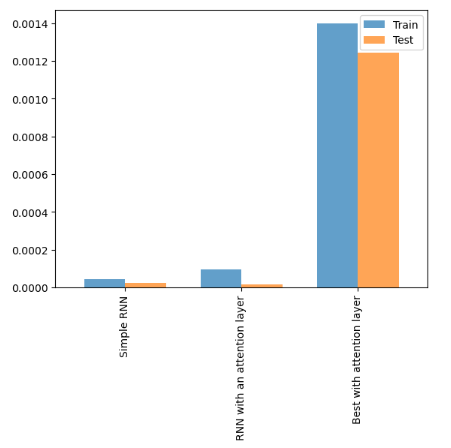 0.0014
0.0012
0.0010
0.0008
0.0006
0.0004
0.0002
0.0000
Train
Test
Simple RNN
RNN with an attention layer
Best with attention layer